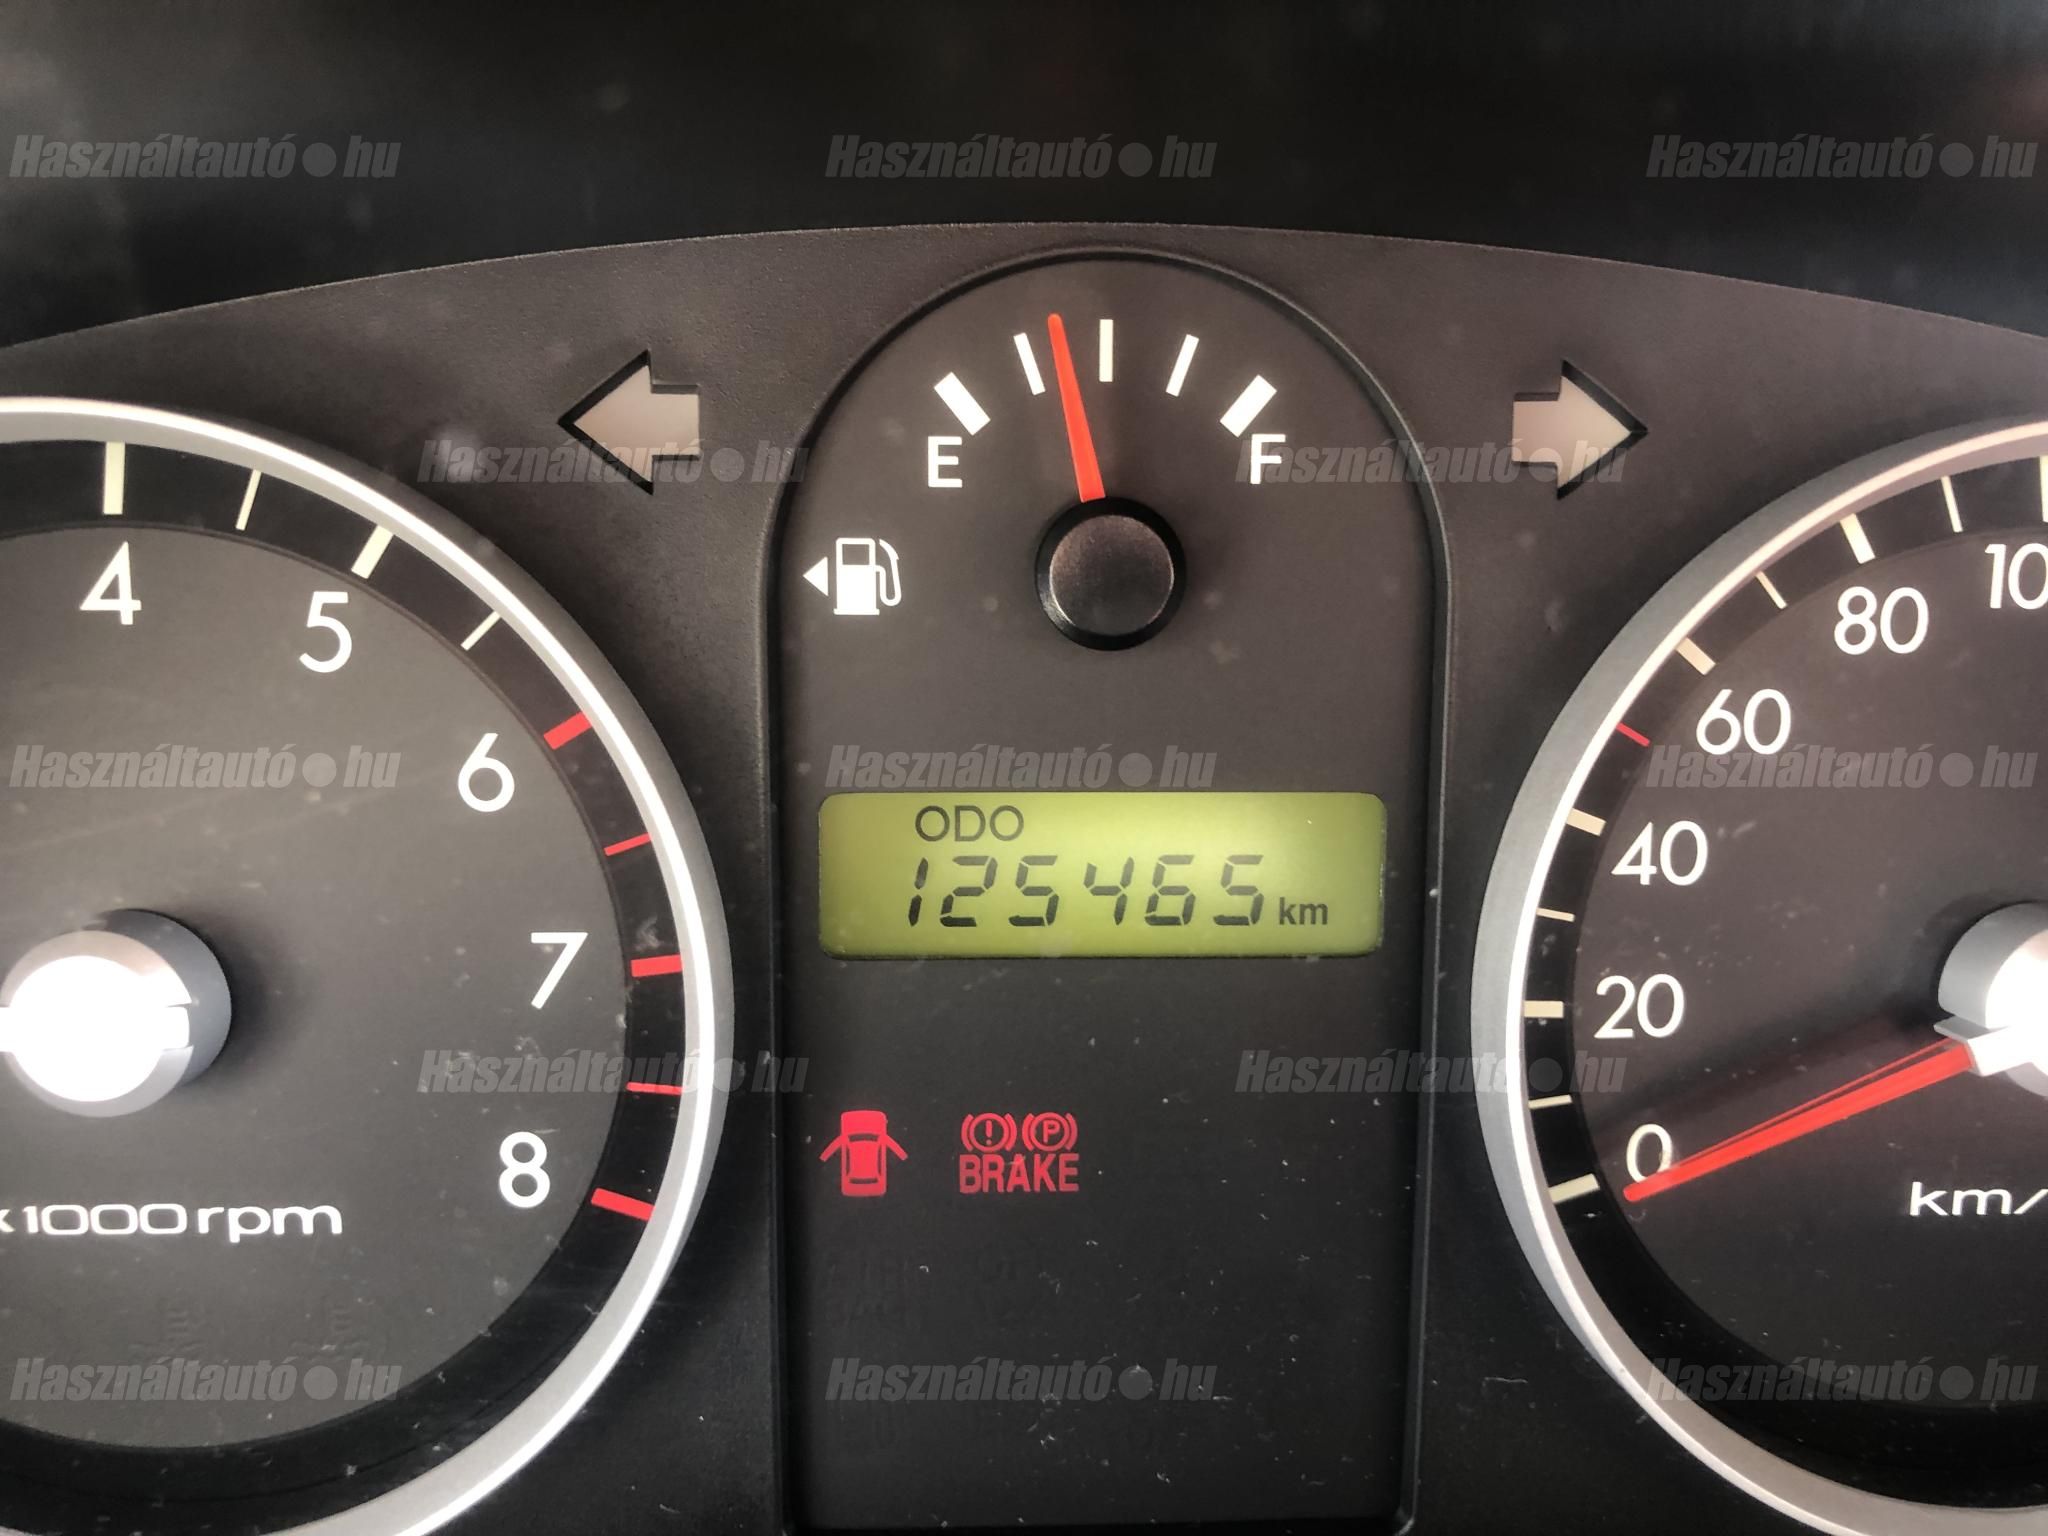 Használtautó.hu Használtautó.hu Használtautó.hu
E F
Használtautó.hu Használtautó.hu
4 5 6 7 8
x1000 rpm
Használtautó.hu Használtautó.hu Használtautó.hu
ODO
125465 km
0 20 40 60 80 10
km/
Használtautó.hu Használtautó.hu
(!) (P)
BRAKE
Használtautó.hu Használtautó.hu Használtautó.hu